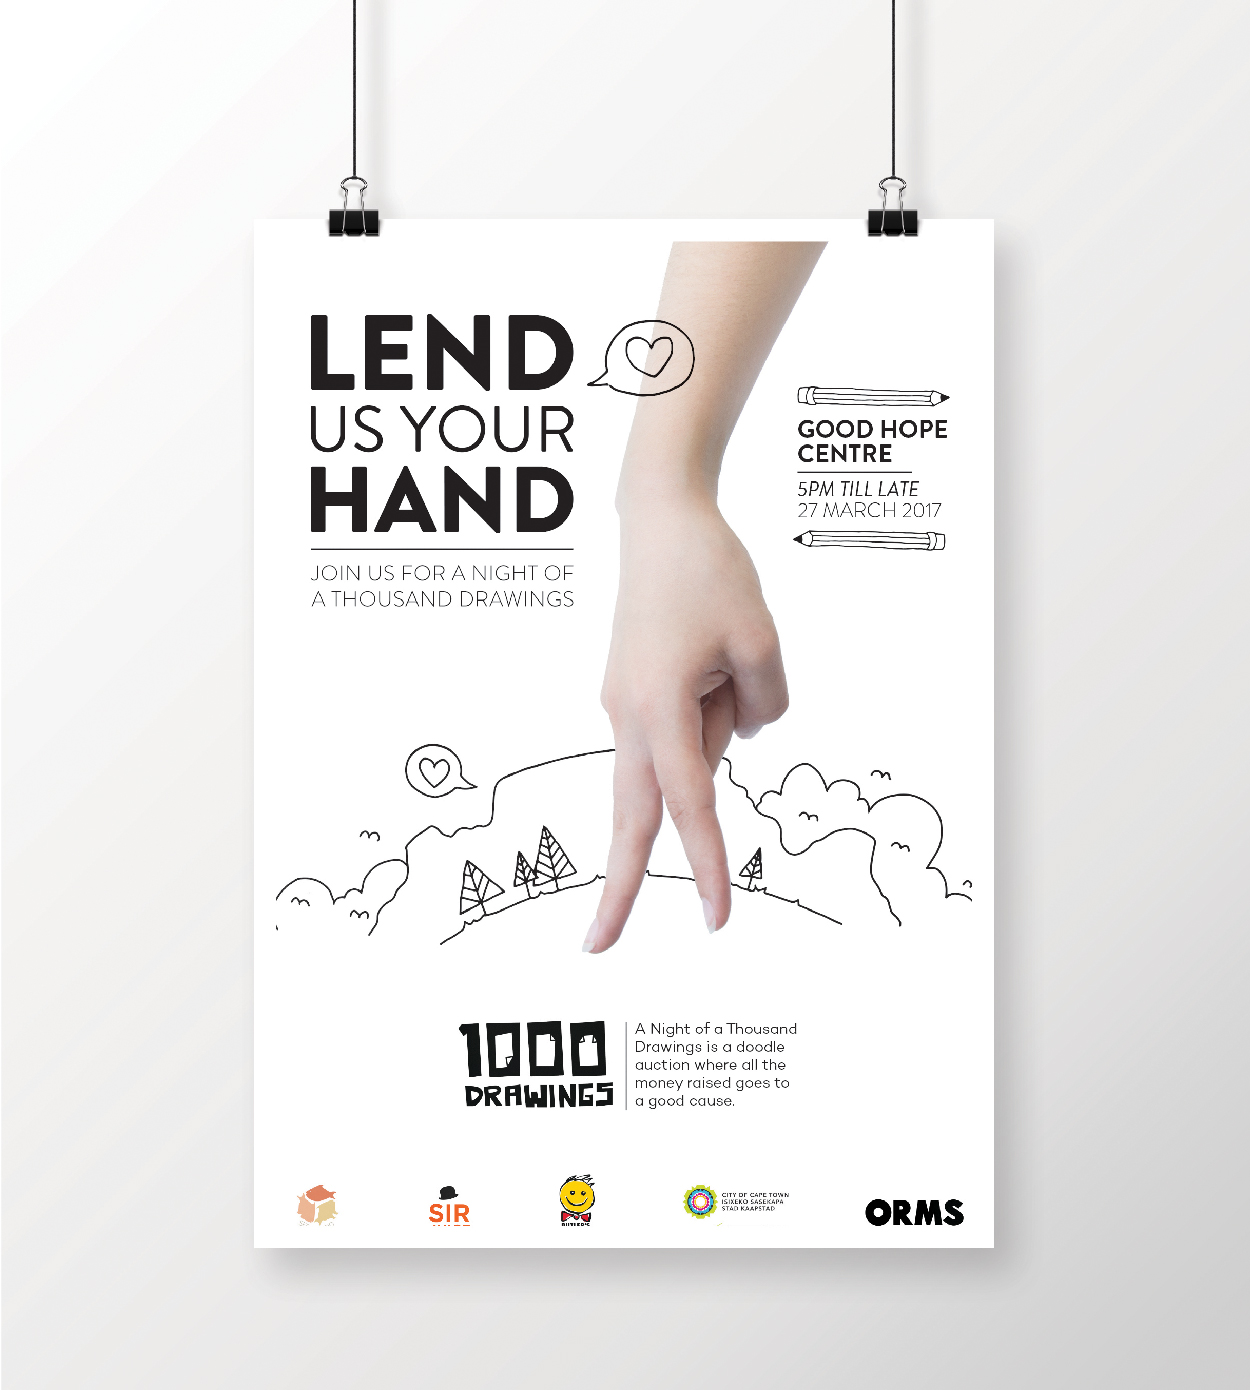 LEND
US YOUR
HAND
JOIN US FOR A NIGHT OF
A THOUSAND DRAWINGS
GOOD HOPE
CENTRE
5PM TILL LATE
27 MARCH 2017
1000
DRAWINGS
A Night of a Thousand
Drawings is a doodle
auction where all the
money raised goes to
a good cause.
SIR
CITY OF CAPE TOWN
ISIXEKO SASEKAPA
STAD KAAPSTAD
ORMS